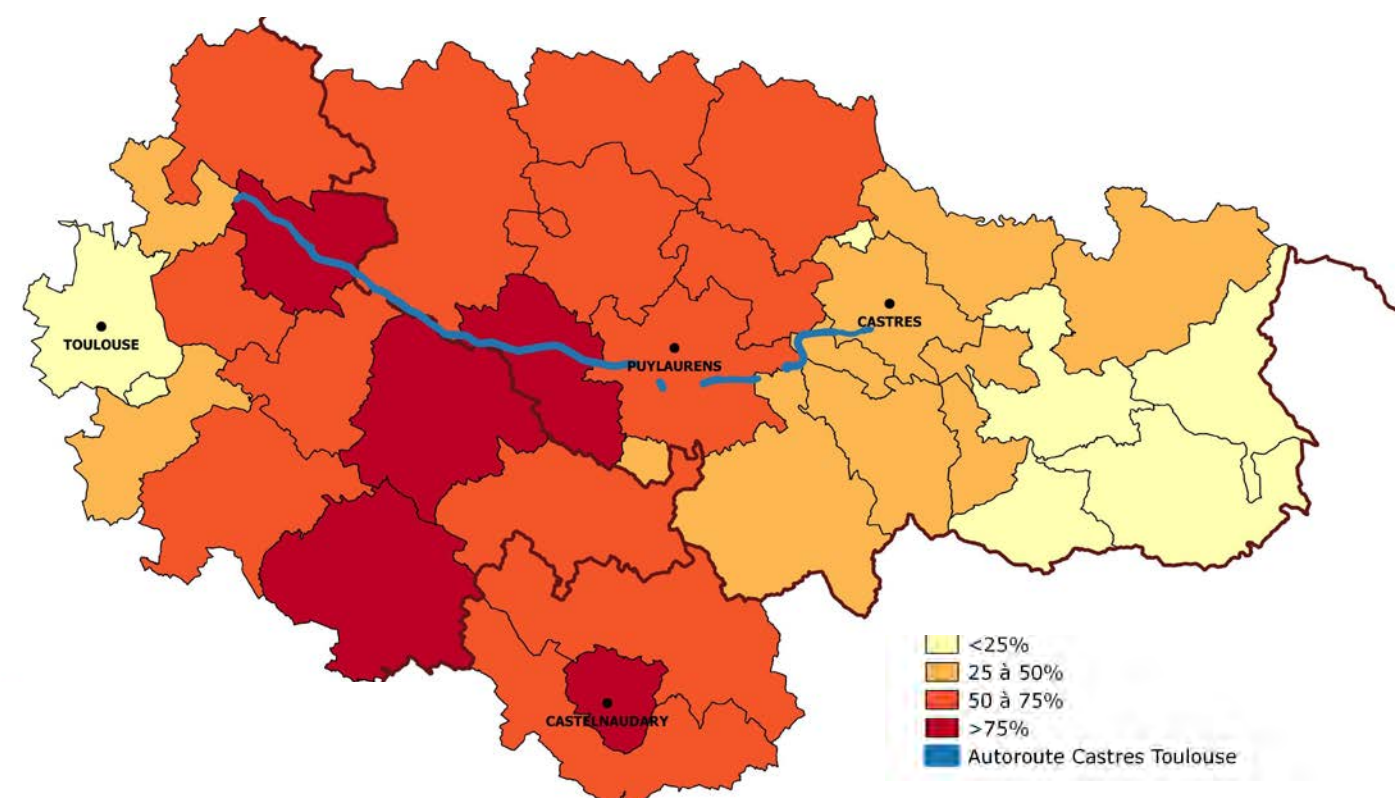 CASTRES
TOULOUSE
PUYLAURENS
CASTELNAUDARY
<25%
25 à 50%
50 à 75%
>75%
Autoroute Castres Toulouse